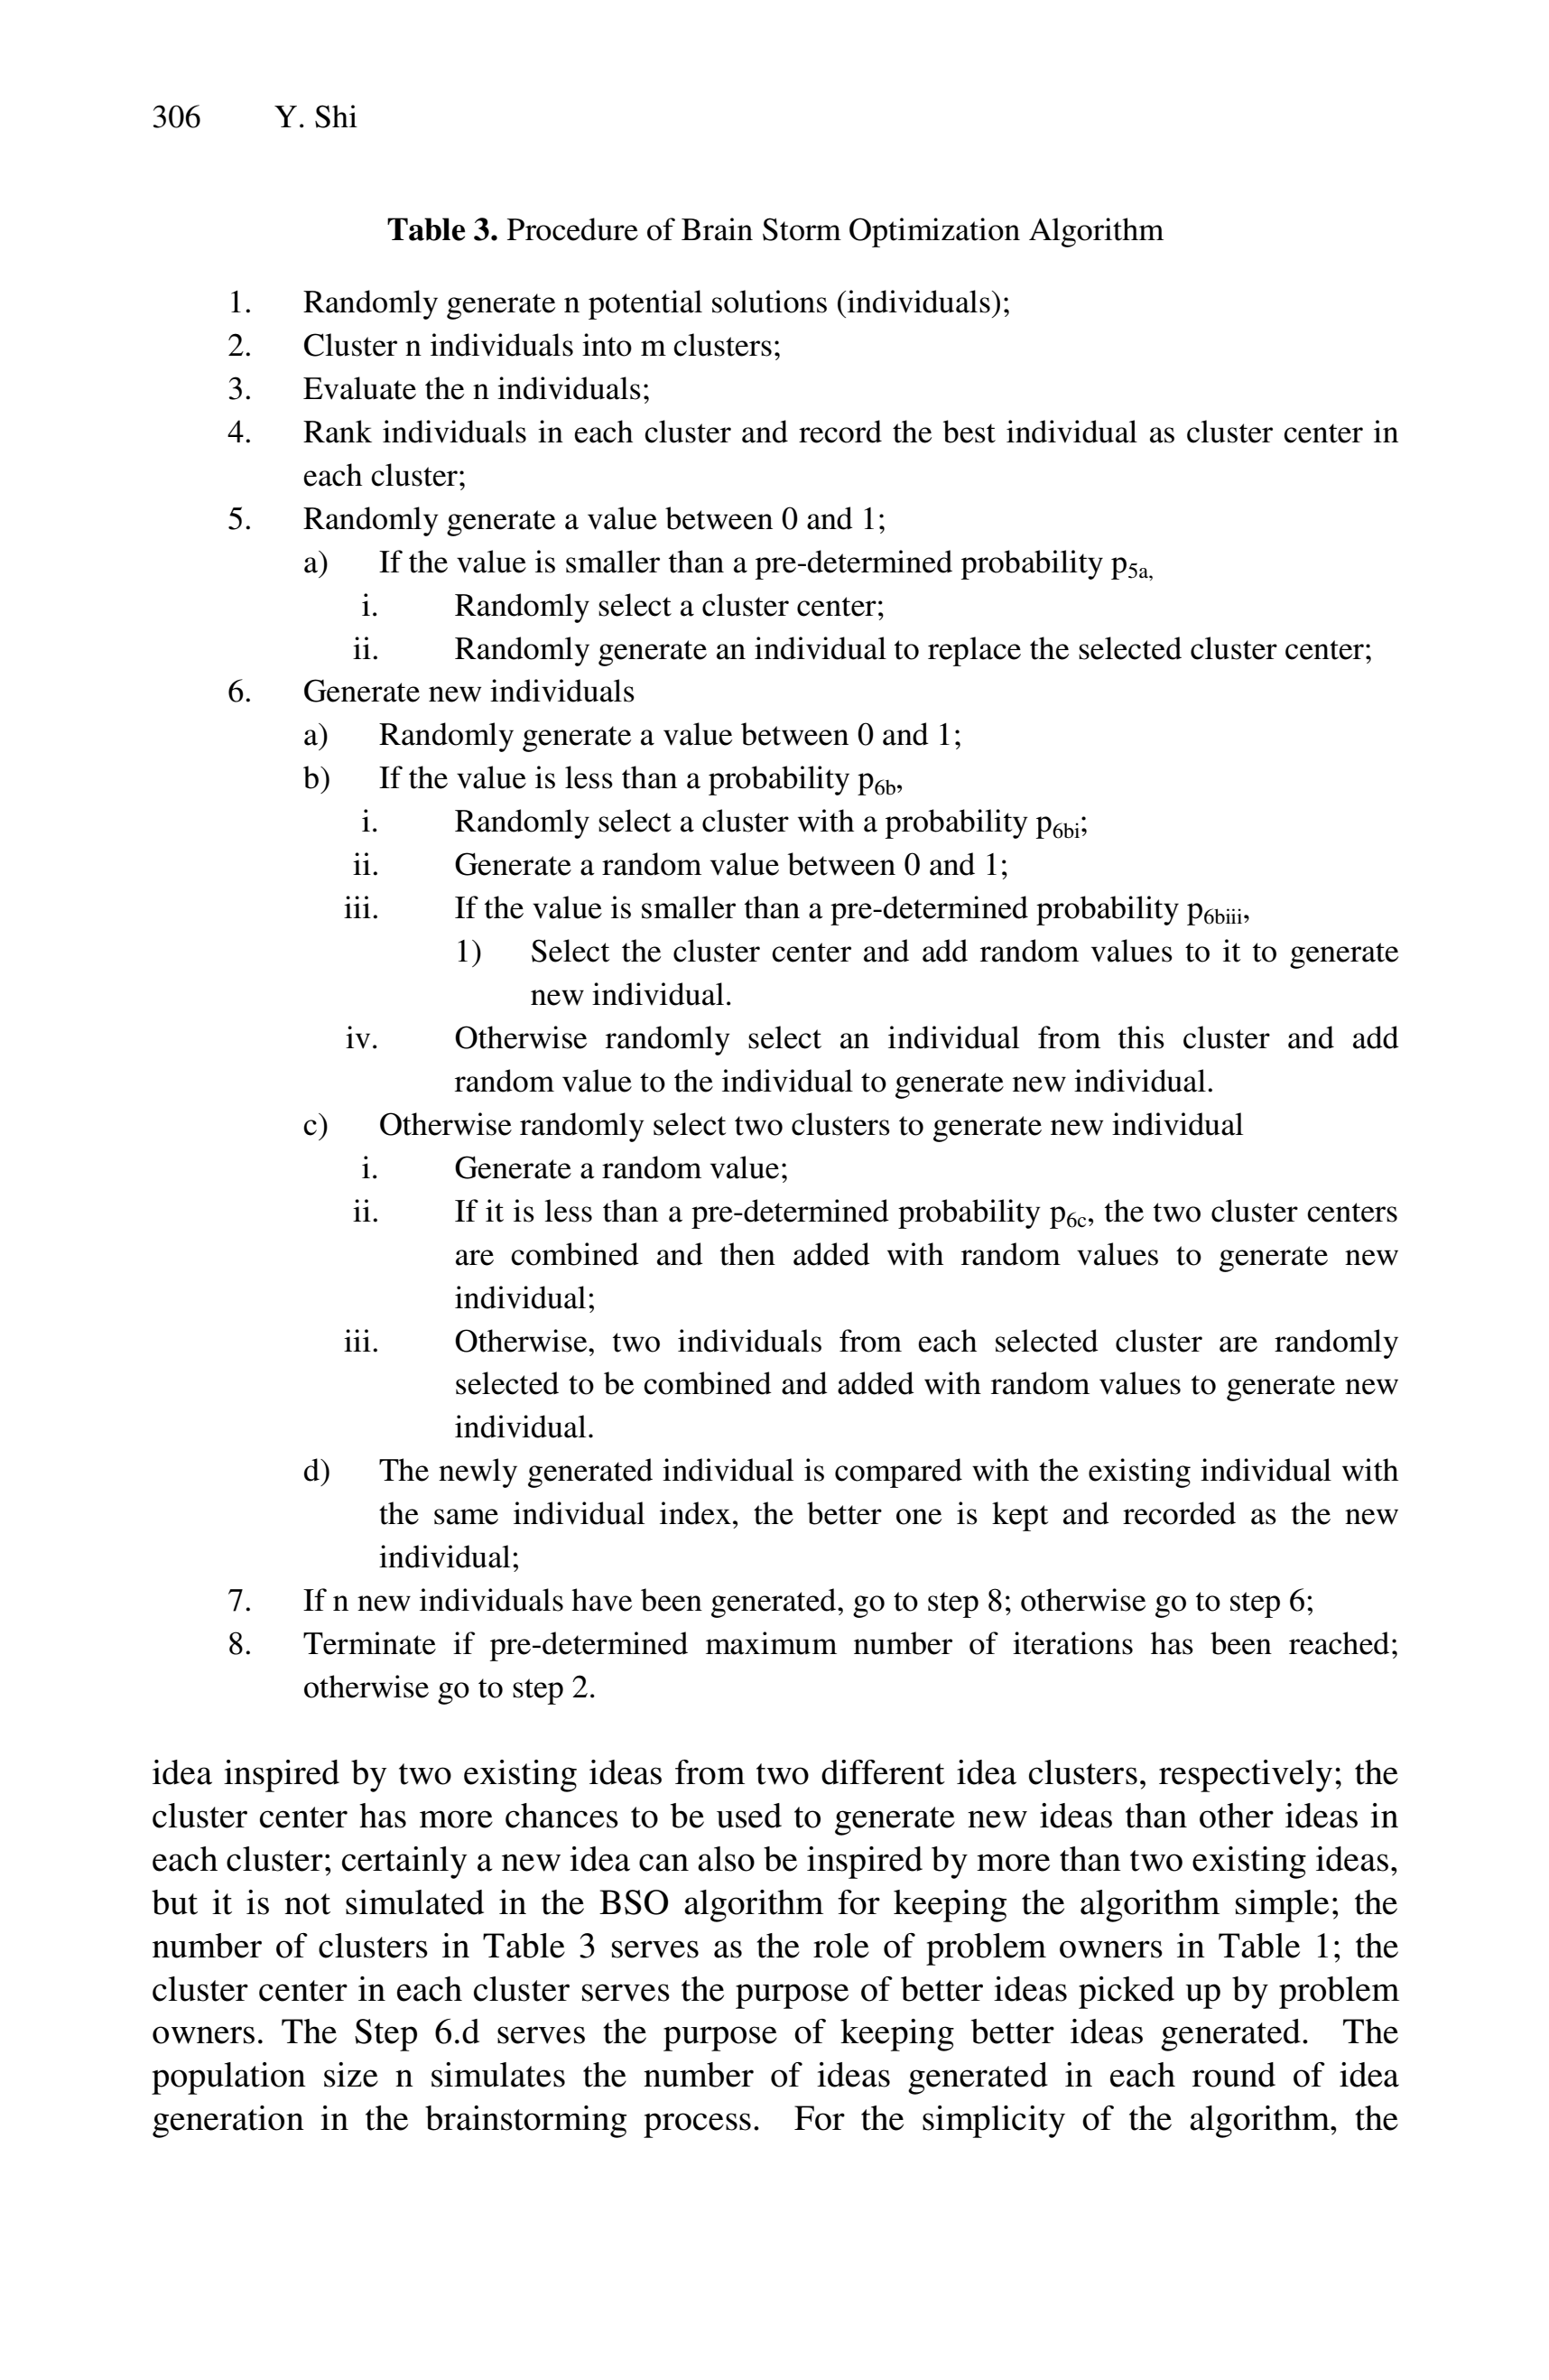 306 Y. Shi
Table 3. Procedure of Brain Storm Optimization Algorithm
1. Randomly generate n potential solutions (individuals);
2. Cluster n individuals into m clusters;
3. Evaluate the n individuals;
4. Rank individuals in each cluster and record the best individual as cluster center in
each cluster;
5. Randomly generate a value between 0 and 1;
a) If the value is smaller than a pre-determined probability p5a,
i. Randomly select a cluster center;
ii. Randomly generate an individual to replace the selected cluster center;
6. Generate new individuals
a) Randomly generate a value between 0 and 1;
b) If the value is less than a probability p6b,
i. Randomly select a cluster with a probability p6bi;
ii. Generate a random value between 0 and 1;
iii. If the value is smaller than a pre-determined probability p6biii,
1) Select the cluster center and add random values to it to generate
new individual.
iv. Otherwise randomly select an individual from this cluster and add
random value to the individual to generate new individual.
c) Otherwise randomly select two clusters to generate new individual
i. Generate a random value;
ii. If it is less than a pre-determined probability p6c, the two cluster centers
are combined and then added with random values to generate new
individual;
iii. Otherwise, two individuals from each selected cluster are randomly
selected to be combined and added with random values to generate new
individual.
d) The newly generated individual is compared with the existing individual with
the same individual index, the better one is kept and recorded as the new
individual;
7. If n new individuals have been generated, go to step 8; otherwise go to step 6;
8. Terminate if pre-determined maximum number of iterations has been reached;
otherwise go to step 2.
idea inspired by two existing ideas from two different idea clusters, respectively; the
cluster center has more chances to be used to generate new ideas than other ideas in
each cluster; certainly a new idea can also be inspired by more than two existing ideas,
but it is not simulated in the BSO algorithm for keeping the algorithm simple; the
number of clusters in Table 3 serves as the role of problem owners in Table 1; the
cluster center in each cluster serves the purpose of better ideas picked up by problem
owners. The Step 6.d serves the purpose of keeping better ideas generated. The
population size n simulates the number of ideas generated in each round of idea
generation in the brainstorming process. For the simplicity of the algorithm, the